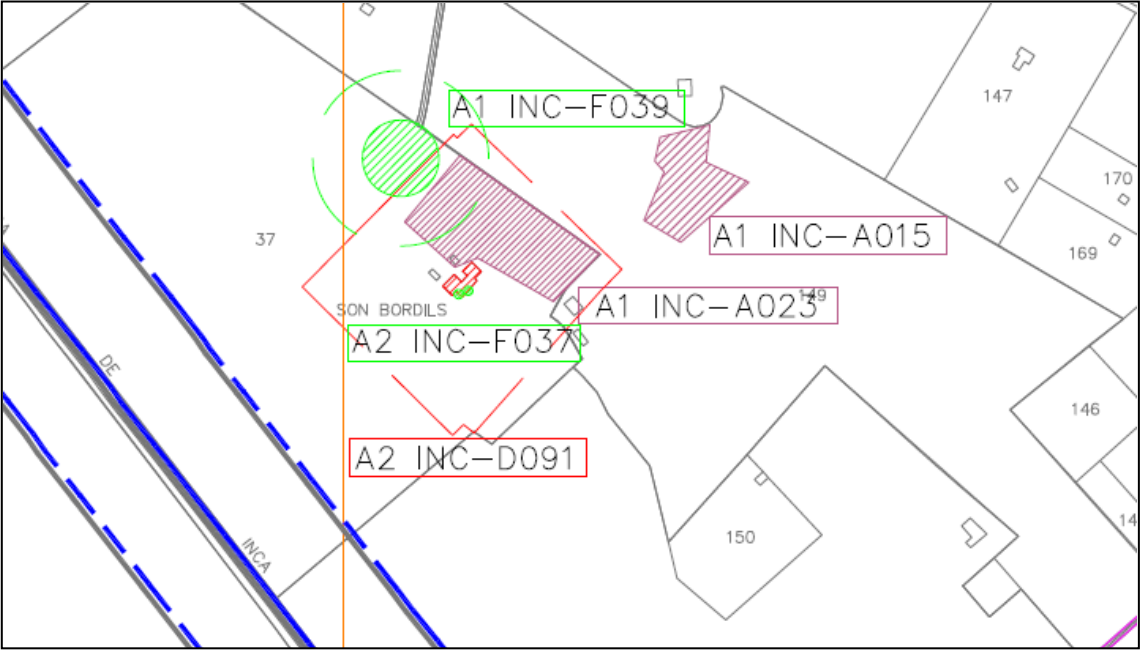 A1 INC-F039
147
170
A1 INC-A015
37
169
149
A1 INC-A023
SON BORDILS
A2 INC-F037
DE
146
A2 INC-D091
14
150
INCA